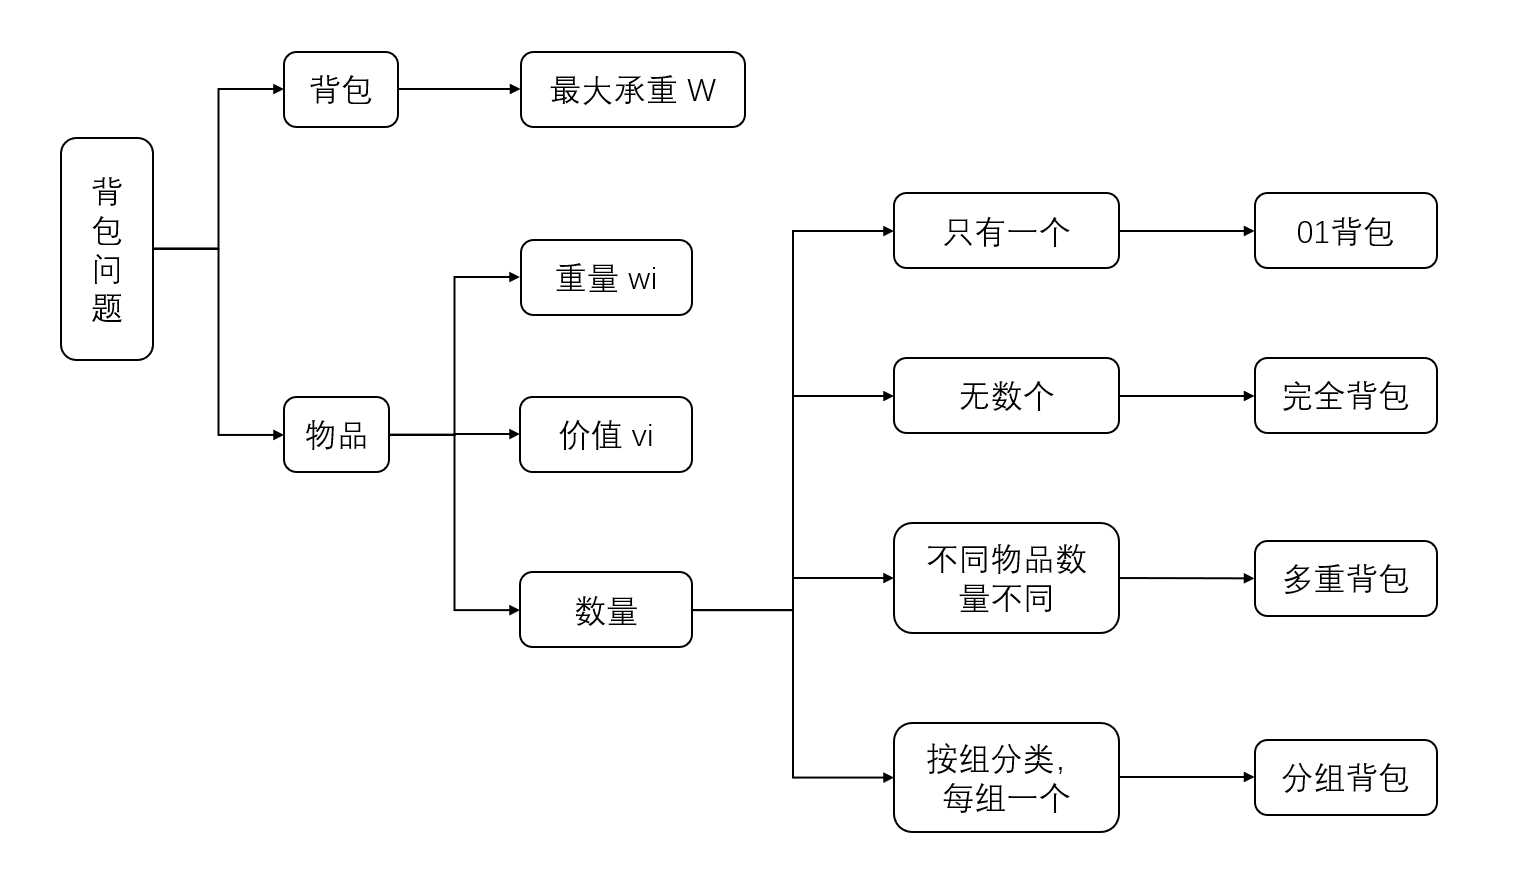 背包
最大承重 W
背
包
问
题
物品
重量 wi
价值 vi
数量
只有一个
01背包
无数个
完全背包
不同物品数
量不同
多重背包
按组分类，
每组一个
分组背包